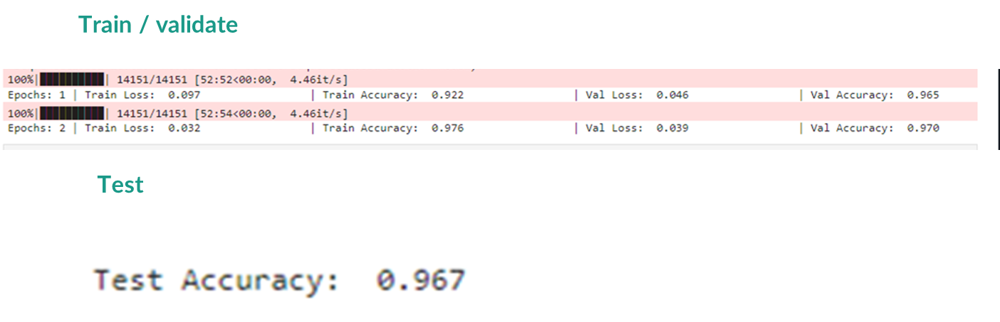 Train / validate
100%|██████████| 14151/14151 [52:52<00:00,  4.46it/s]
Epochs: 1 | Train Loss:  0.097 | Train Accuracy:  0.922 | Val Loss:  0.046 | Val Accuracy:  0.965
100%|██████████| 14151/14151 [52:54<00:00,  4.46it/s]
Epochs: 2 | Train Loss:  0.032 | Train Accuracy:  0.976 | Val Loss:  0.039 | Val Accuracy:  0.970
Test
Test Accuracy:  0.967